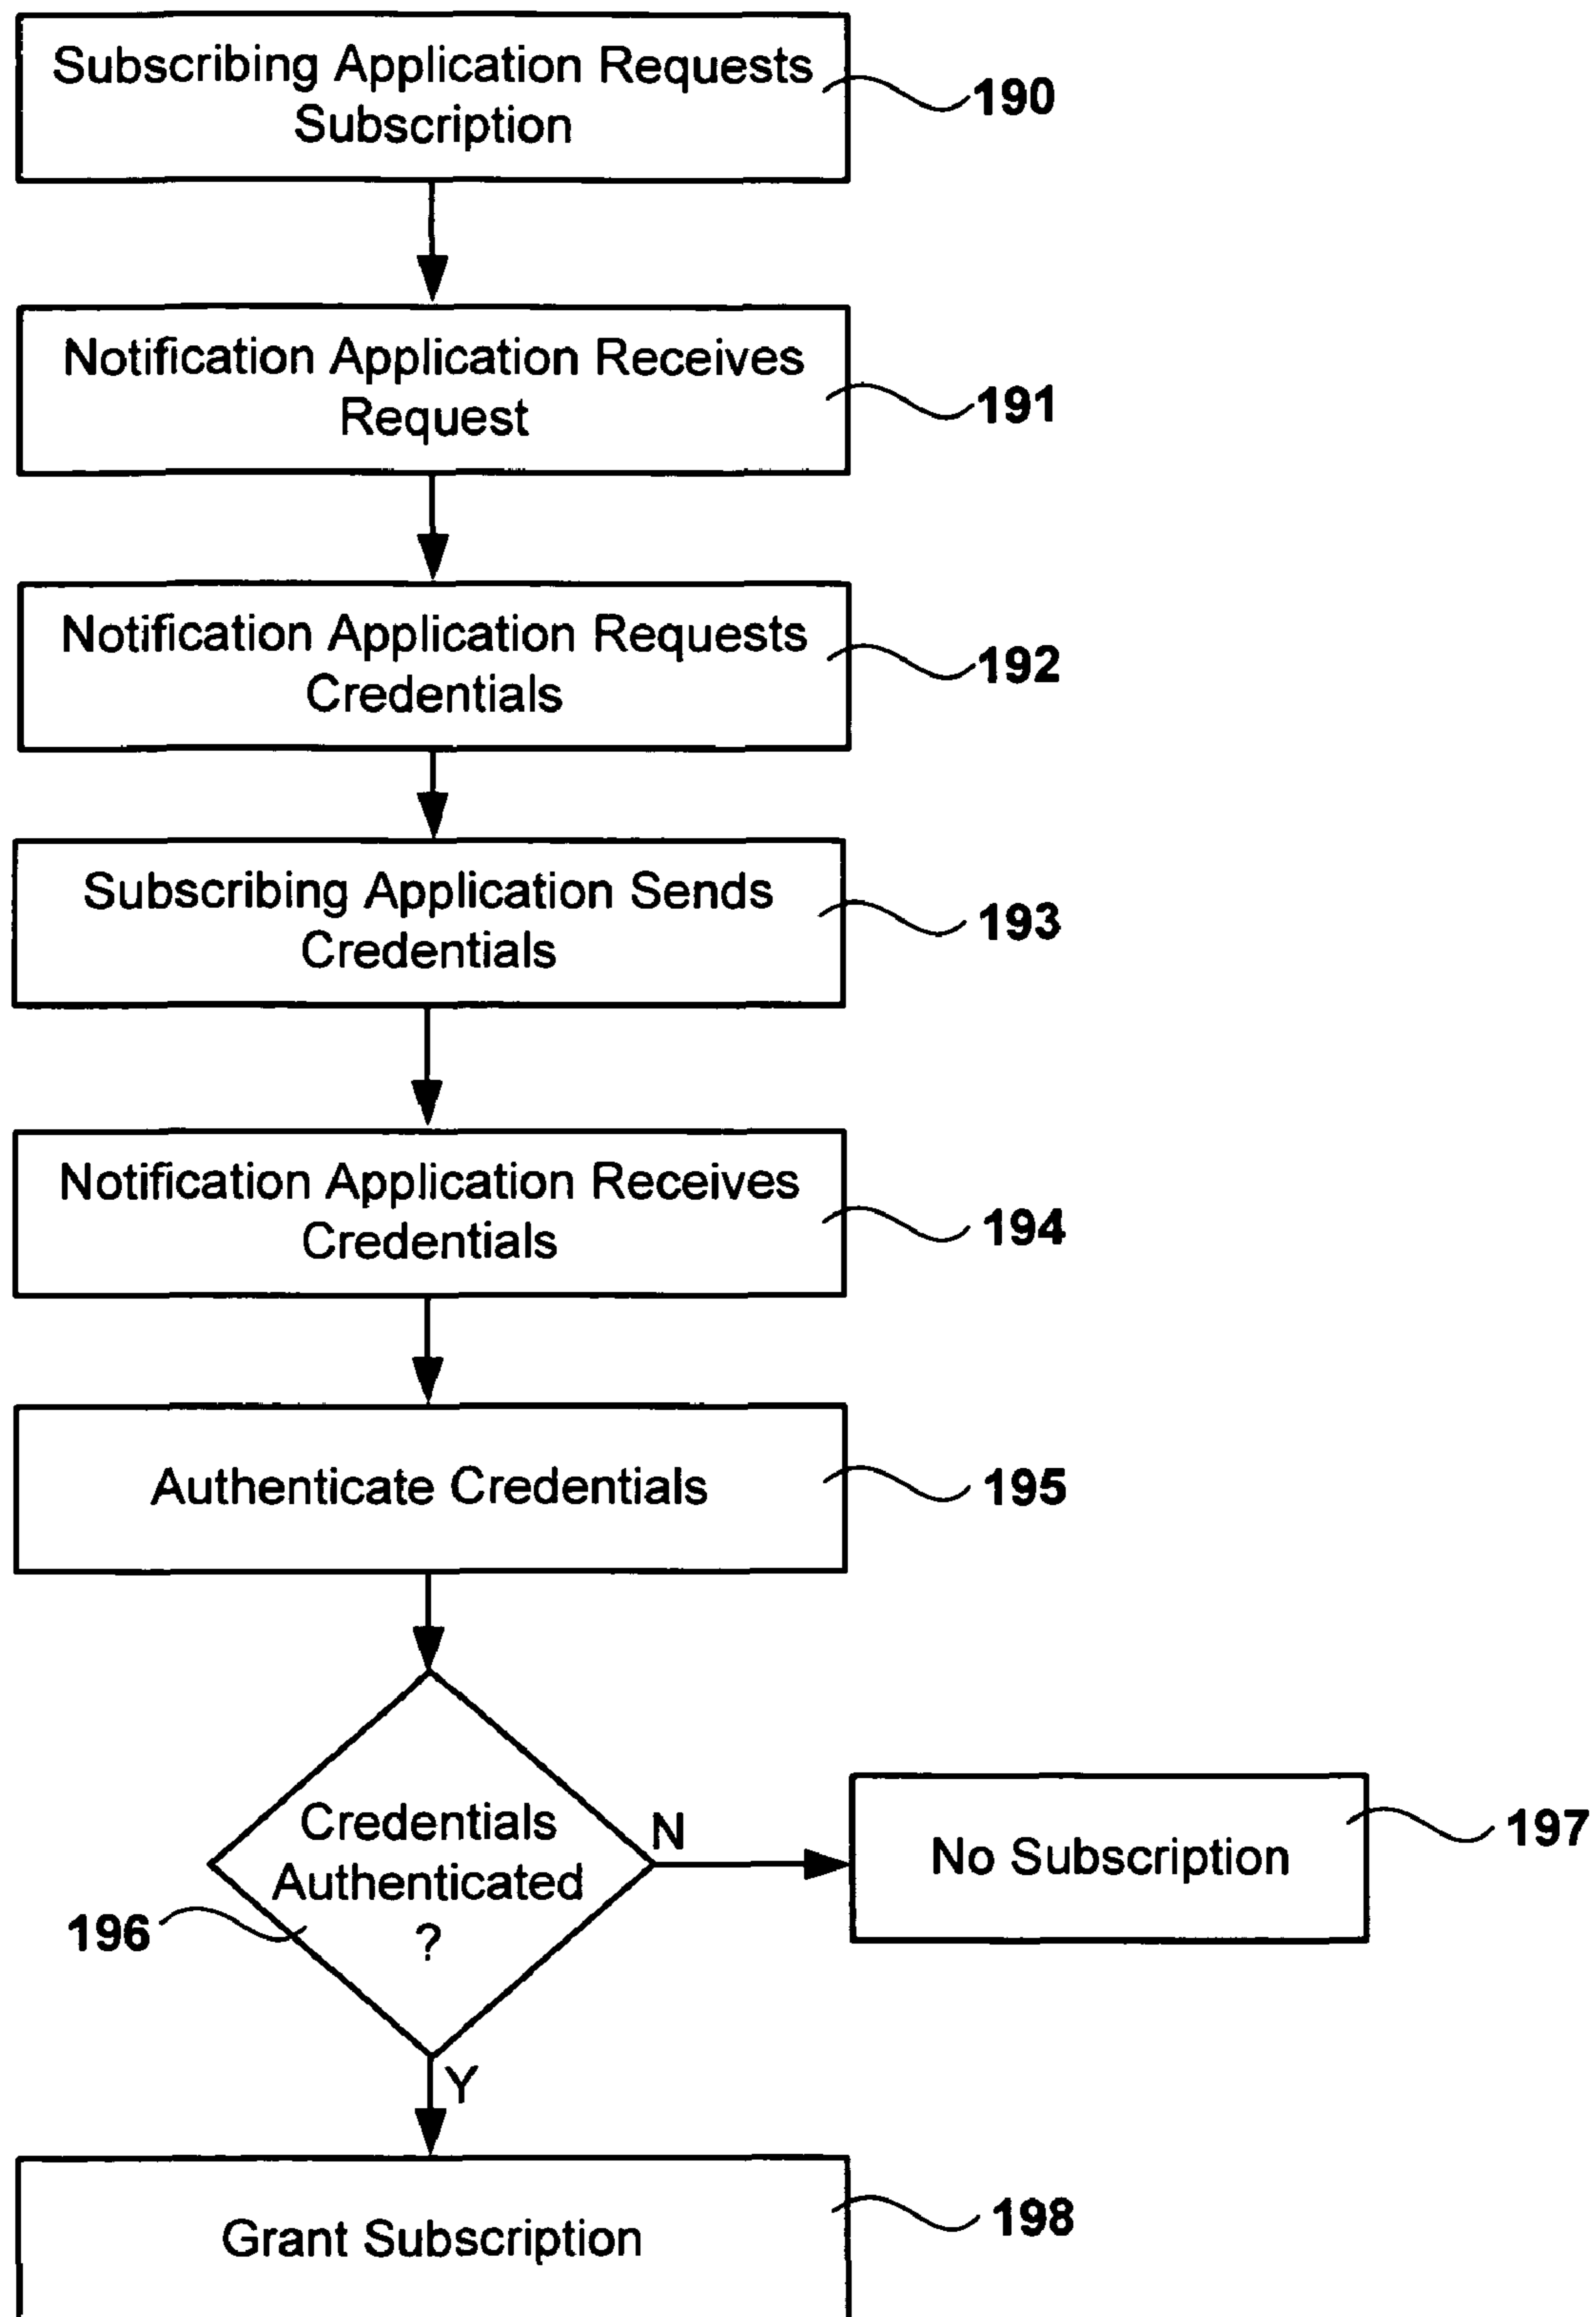 Subscribing Application Requests
Subscription
190
Notification Application Receives
Request
191
Notification Application Requests
Credentials
192
Subscribing Application Sends
Credentials
193
Notification Application Receives
Credentials
194
Authenticate Credentials
195
Credentials
Authenticated
?
196
N
No Subscription
197
Y
Grant Subscription
198